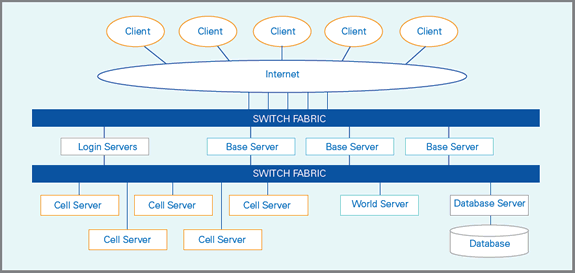 Client Client Client Client Client
Internet
SWITCH FABRIC
Login Servers Base Server Base Server Base Server
SWITCH FABRIC
Cell Server Cell Server Cell Server World Server Database Server
Cell Server Cell Server Database